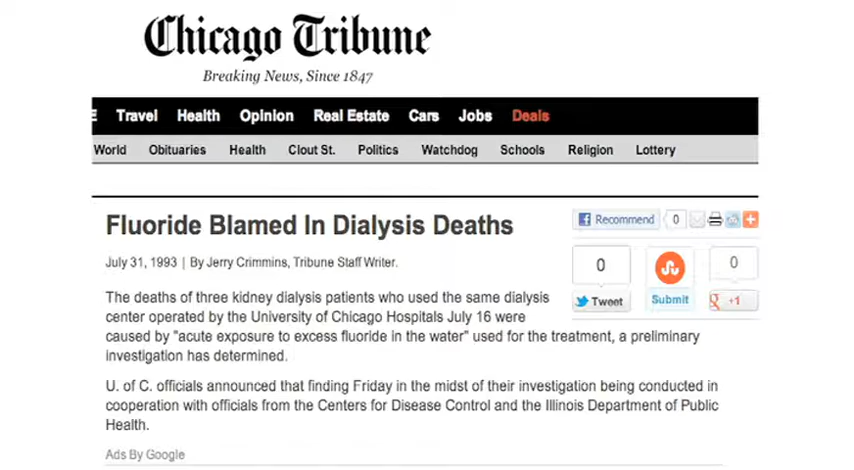 Chicago Tribune
Breaking News, Since 1847
E Travel Health Opinion Real Estate Cars Jobs Deals
World Obituaries Health Clout St. Politics Watchdog Schools Religion Lottery
Fluoride Blamed In Dialysis Deaths
Recommend 0
July 31, 1993 | By Jerry Crimmins, Tribune Staff Writer.
0 0
Tweet Submit +1
The deaths of three kidney dialysis patients who used the same dialysis
center operated by the University of Chicago Hospitals July 16 were
caused by "acute exposure to excess fluoride in the water" used for the treatment, a preliminary
investigation has determined.
U. of C. officials announced that finding Friday in the midst of their investigation being conducted in
cooperation with officials from the Centers for Disease Control and the Illinois Department of Public
Health.
Ads By Google